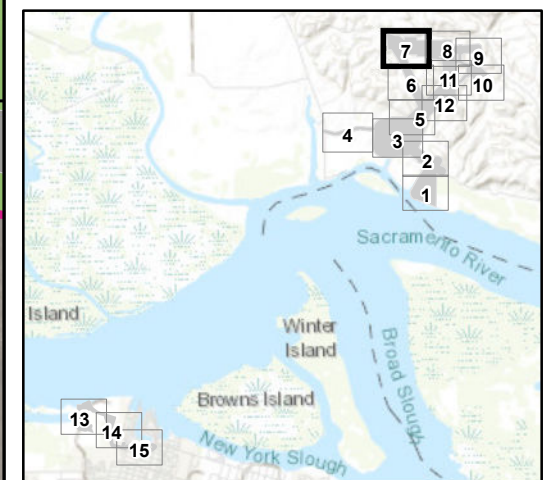 7 8 9
6 11 10
12
5
4 3
2
1
Sacramento River
Island
Winter
Island
Broad Slough
Browns Island
13
14
15
New York Slough